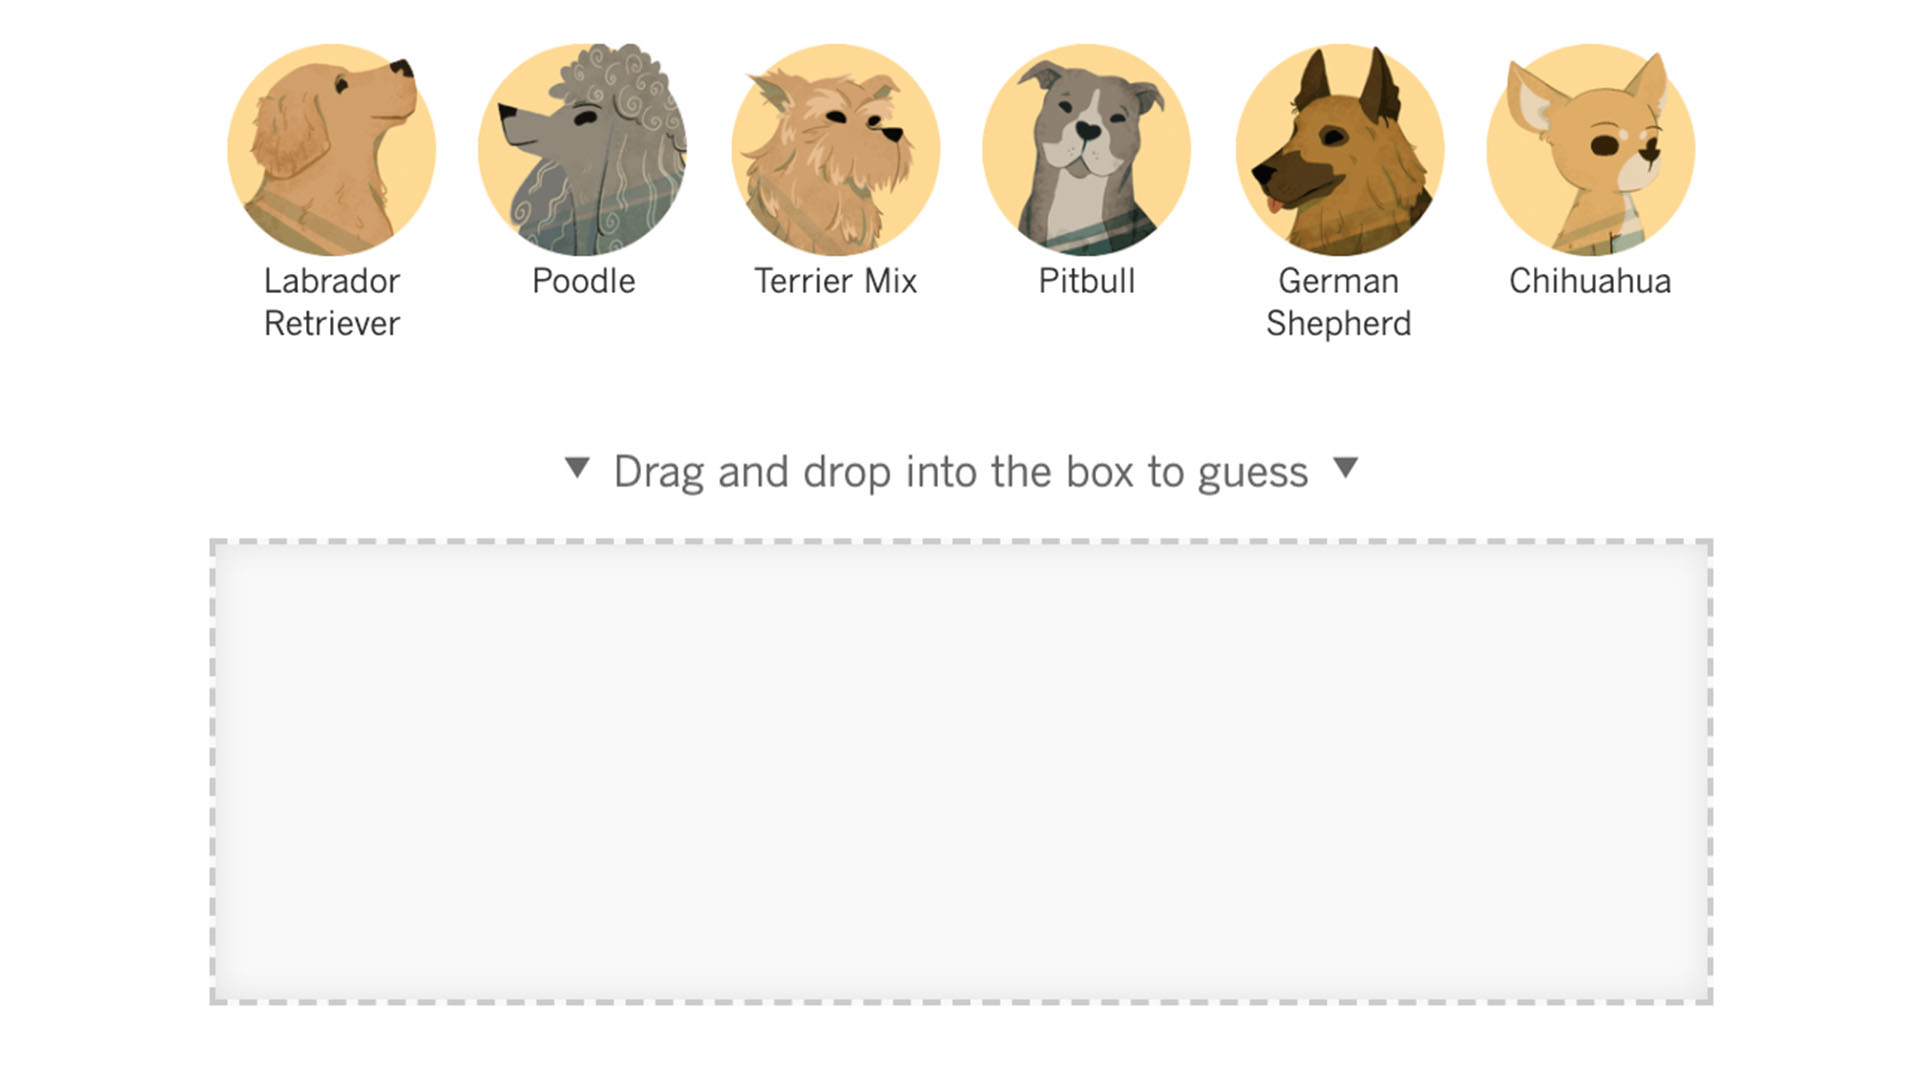 Labrador
Retriever
Poodle
Terrier Mix
Pitbull
German
Shepherd
Chihuahua
Drag and drop into the box to guess